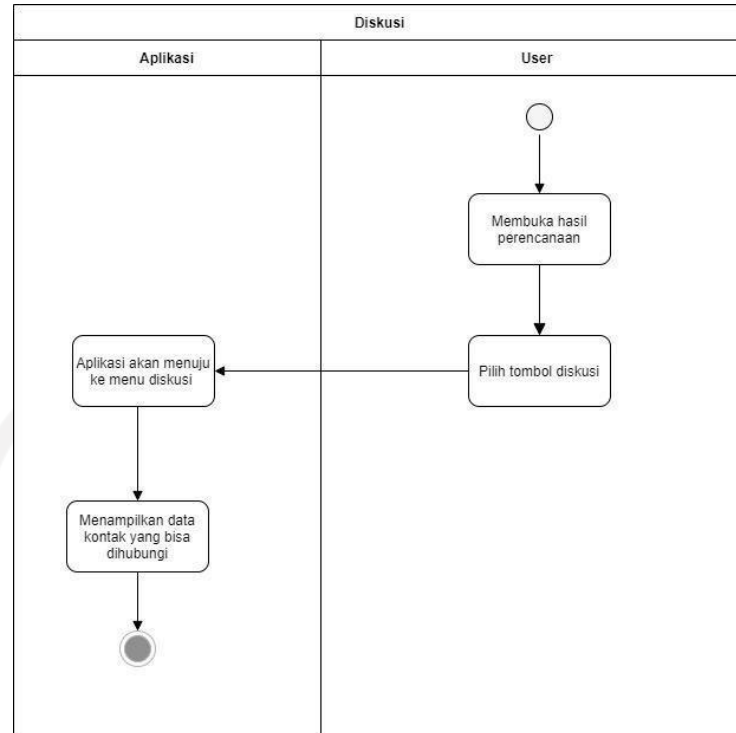 Diskusi
Aplikasi
User
Membuka hasil
perencanaan
Pilih tombol diskusi
Aplikasi akan menuju
ke menu diskusi
Menampilkan data
kontak yang bisa
dihubungi